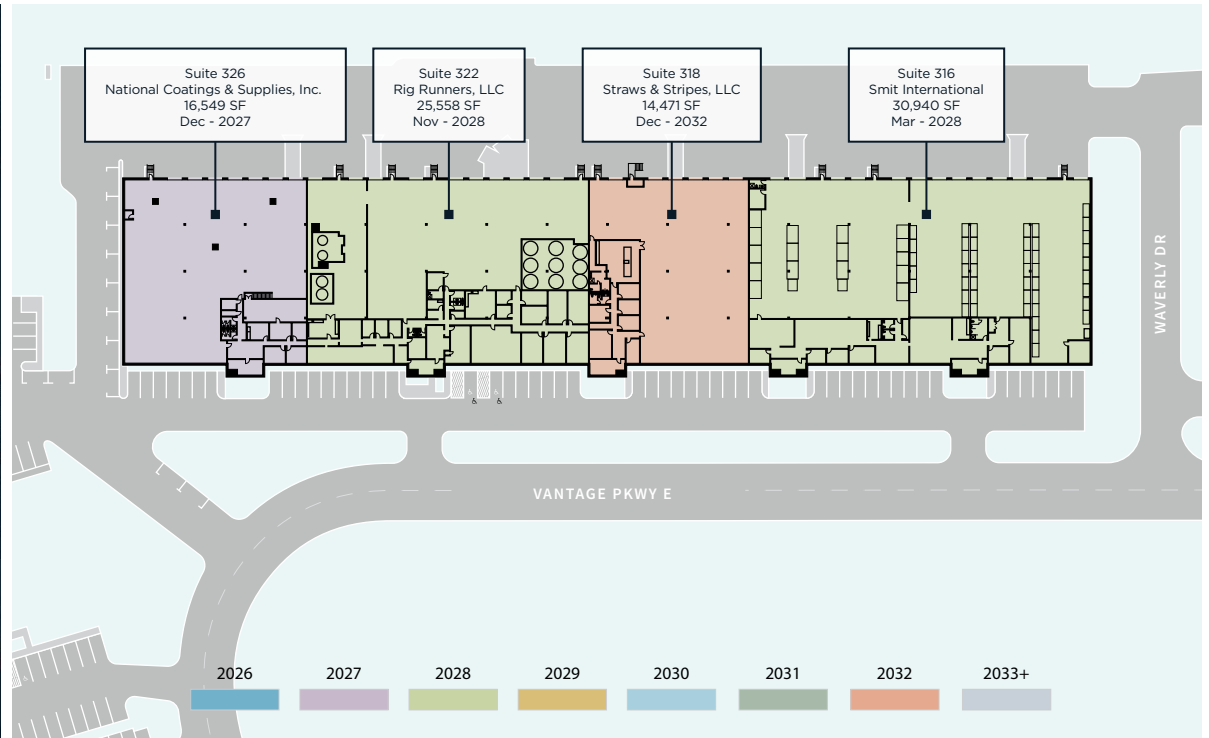 Suite 326
National Coatings & Supplies, Inc.
16,549 SF
Dec - 2027
Suite 322
Rig Runners, LLC
25,558 SF
Nov - 2028
Suite 318
Straws & Stripes, LLC
14,471 SF
Dec - 2032
Suite 316
Smit International
30,940 SF
Mar - 2028
WAVERLY DR
VANTAGE PKWY E
2026
2027
2028
2029
2030
2031
2032
2033+